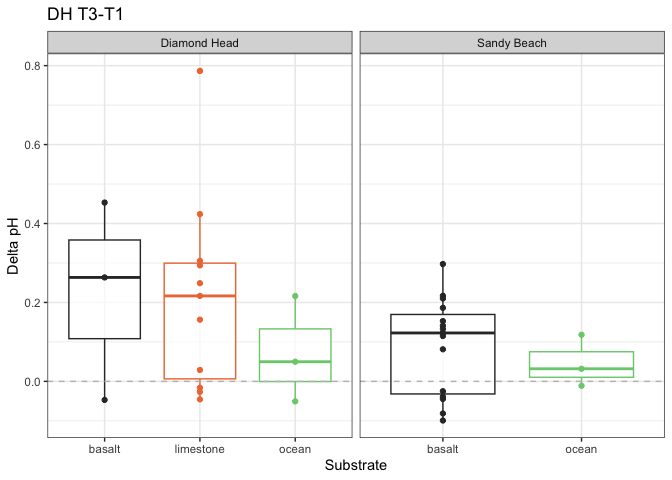 DH T3-T1
Diamond Head
Sandy Beach
Delta pH
0.8
0.6
0.4
0.2
0.0
basalt
limestone
ocean
basalt
ocean
Substrate